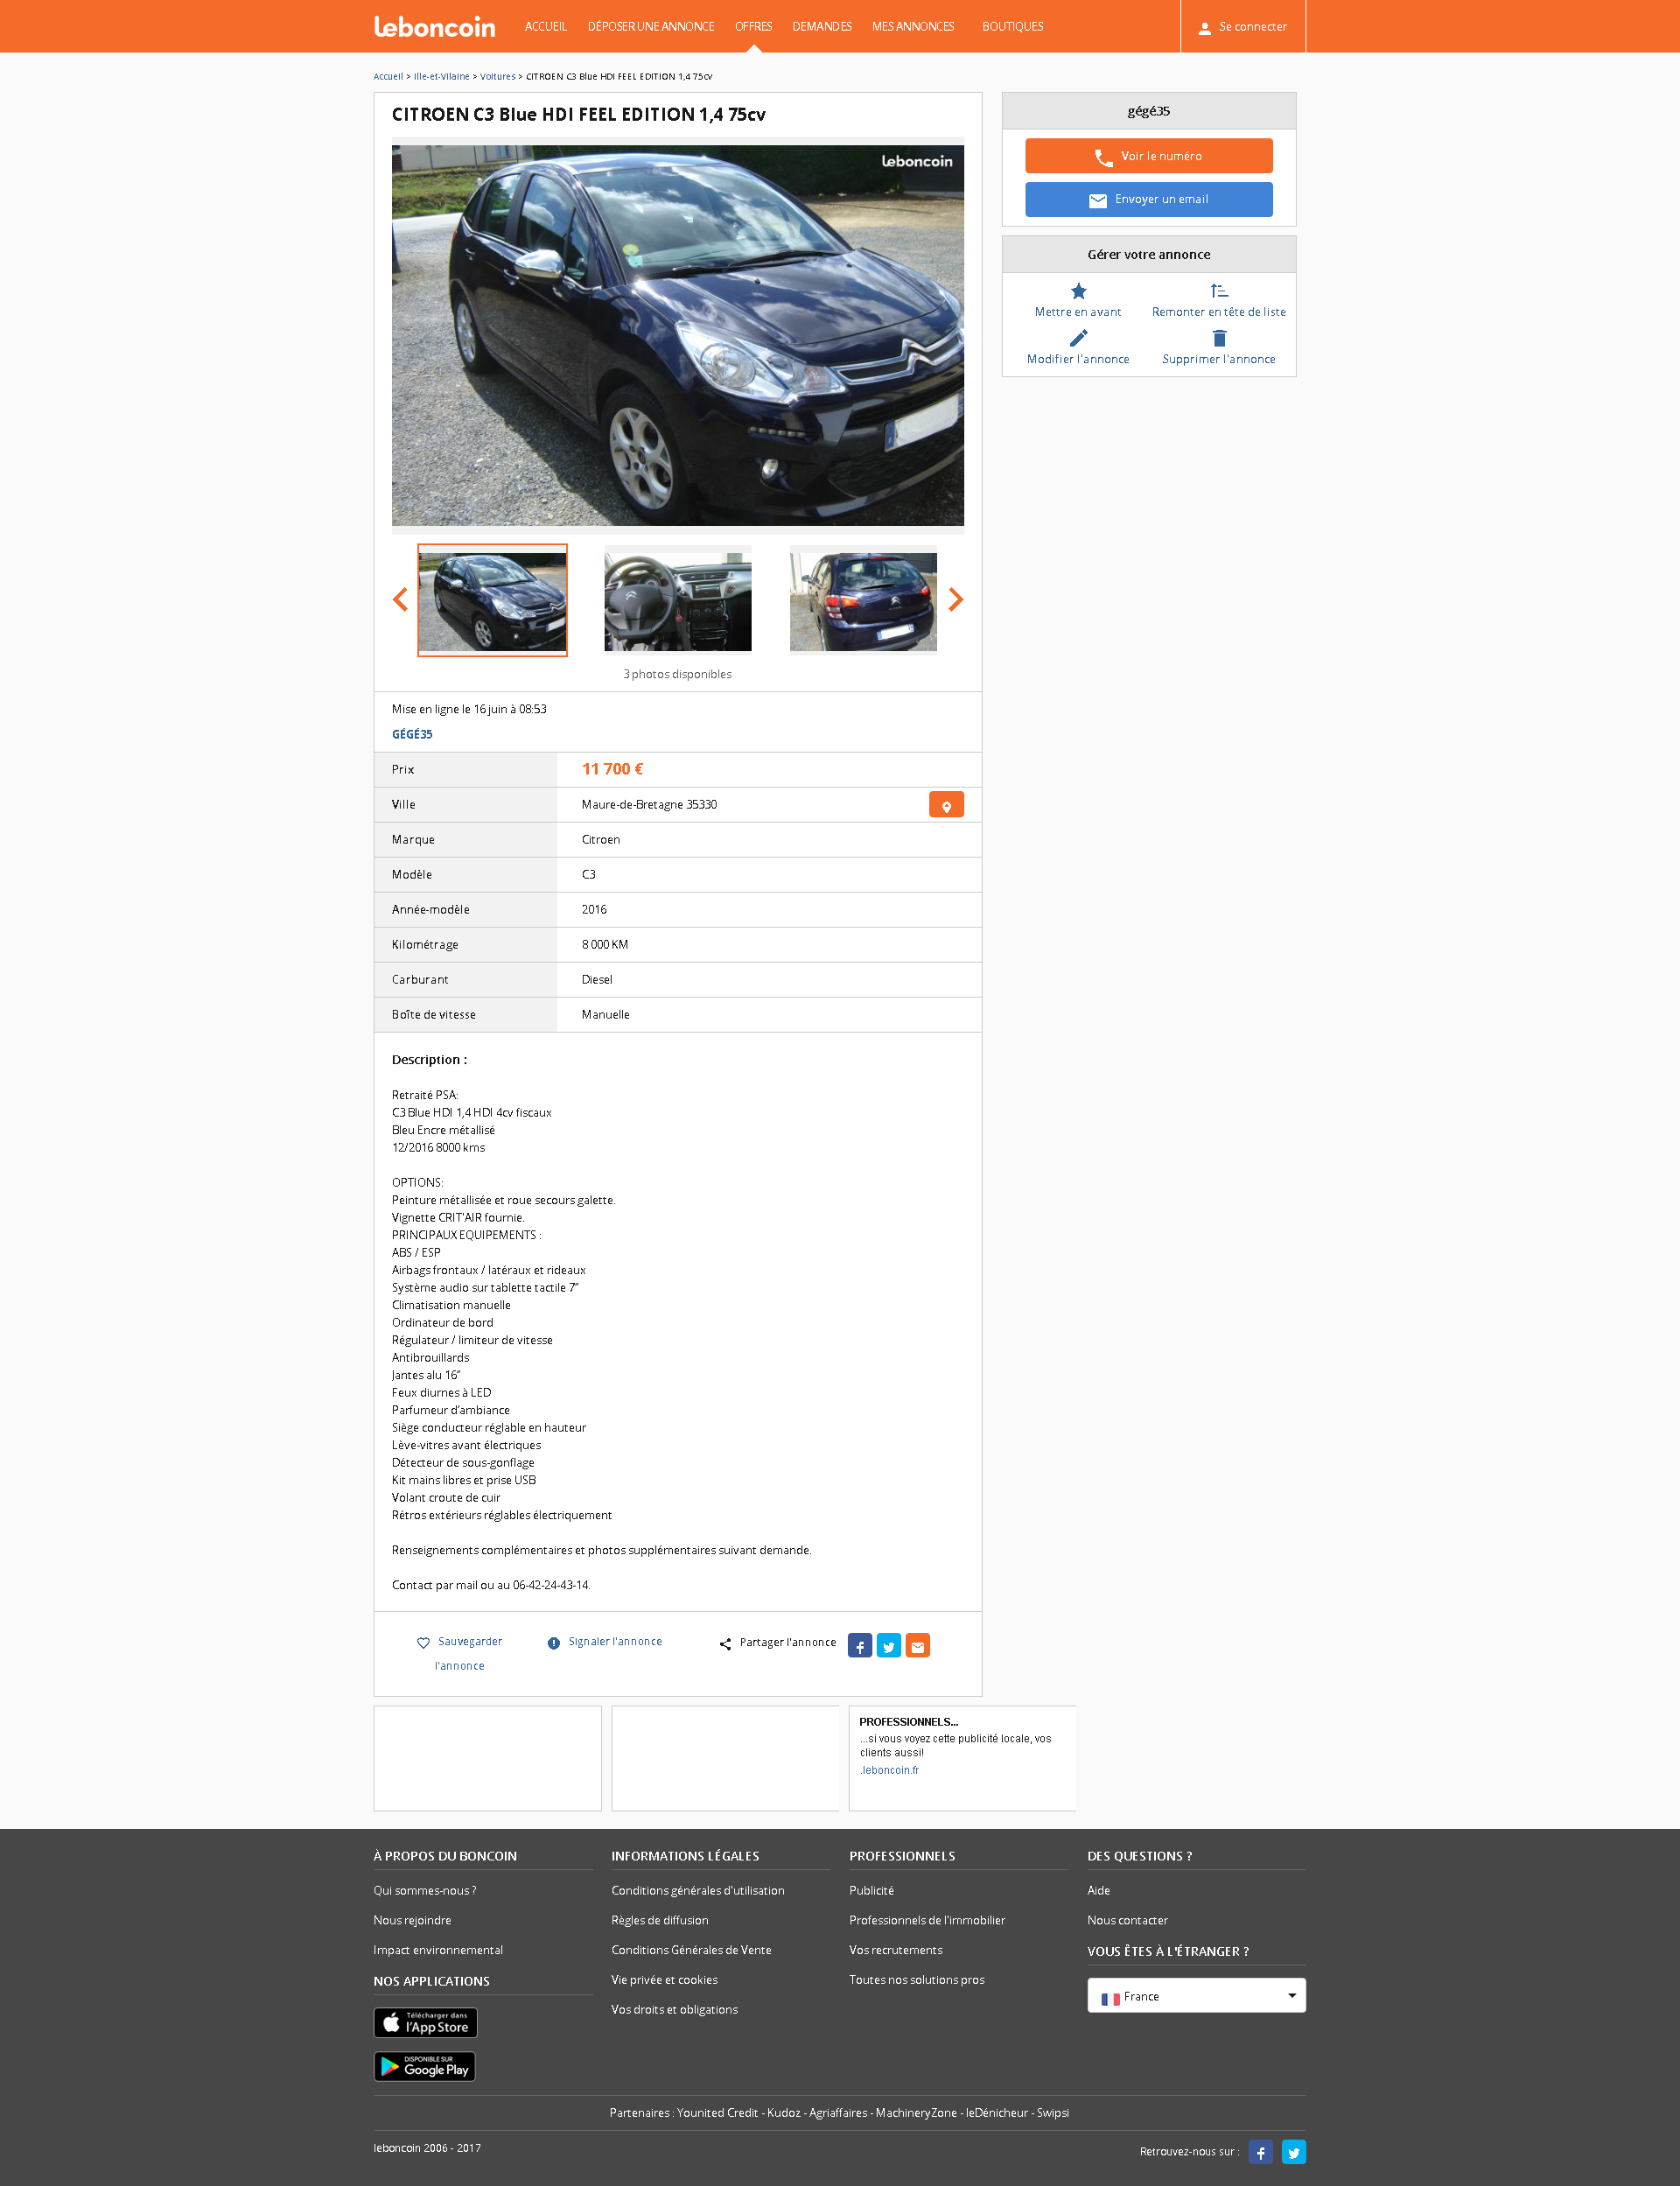 leboncoin
ACCUEIL
DÉPOSER UNE ANNONCE
OFFRES
DEMANDES
MES ANNONCES
BOUTIQUES
Se connecter
Accueil > Ille-et-Vilaine > Voitures > CITROEN C3 Blue HDI FEEL EDITION 1,4 75cv
CITROEN C3 Blue HDI FEEL EDITION 1,4 75cv
leboncoin
3 photos disponibles
Mise en ligne le 16 juin à 08:53
GÉGÉ35
Prix 11 700 €
Ville Maure-de-Bretagne 35330
Marque Citroen
Modèle C3
Année-modèle 2016
Kilométrage 8 000 KM
Carburant Diesel
Boîte de vitesse Manuelle
Description :
Retraité PSA:
C3 Blue HDI 1,4 HDI 4cv fiscaux
Bleu Encre métallisé
12/2016 8000 kms
OPTIONS:
Peinture métallisée et roue secours galette.
Vignette CRIT'AIR fournie.
PRINCIPAUX EQUIPEMENTS :
ABS / ESP
Airbags frontaux / latéraux et rideaux
Système audio sur tablette tactile 7”
Climatisation manuelle
Ordinateur de bord
Régulateur / limiteur de vitesse
Antibrouillards
Jantes alu 16”
Feux diurnes à LED
Parfumeur d’ambiance
Siège conducteur réglable en hauteur
Lève-vitres avant électriques
Détecteur de sous-gonflage
Kit mains libres et prise USB
Volant croute de cuir
Rétros extérieurs réglables électriquement
Renseignements complémentaires et photos supplémentaires suivant demande.
Contact par mail ou au 06-42-24-43-14.
Sauvegarder
l'annonce
Signaler l'annonce
Partager l'annonce
gégé35
Voir le numéro
Envoyer un email
Gérer votre annonce
Mettre en avant
Remonter en tête de liste
Modifier l'annonce
Supprimer l'annonce
PROFESSIONNELS...
...si vous voyez cette publicité locale, vos
clients aussi!
.leboncoin.fr
À PROPOS DU BONCOIN
Qui sommes-nous ?
Nous rejoindre
Impact environnemental
NOS APPLICATIONS
Télécharger dans
l'App Store
DISPONIBLE SUR
Google Play
INFORMATIONS LÉGALES
Conditions générales d'utilisation
Règles de diffusion
Conditions Générales de Vente
Vie privée et cookies
Vos droits et obligations
PROFESSIONNELS
Publicité
Professionnels de l'immobilier
Vos recrutements
Toutes nos solutions pros
DES QUESTIONS ?
Aide
Nous contacter
VOUS ÊTES À L'ÉTRANGER ?
France
Partenaires : Younited Credit - Kudoz - Agriaffaires - MachineryZone - leDénicheur - Swipsi
leboncoin 2006 - 2017
Retrouvez-nous sur :